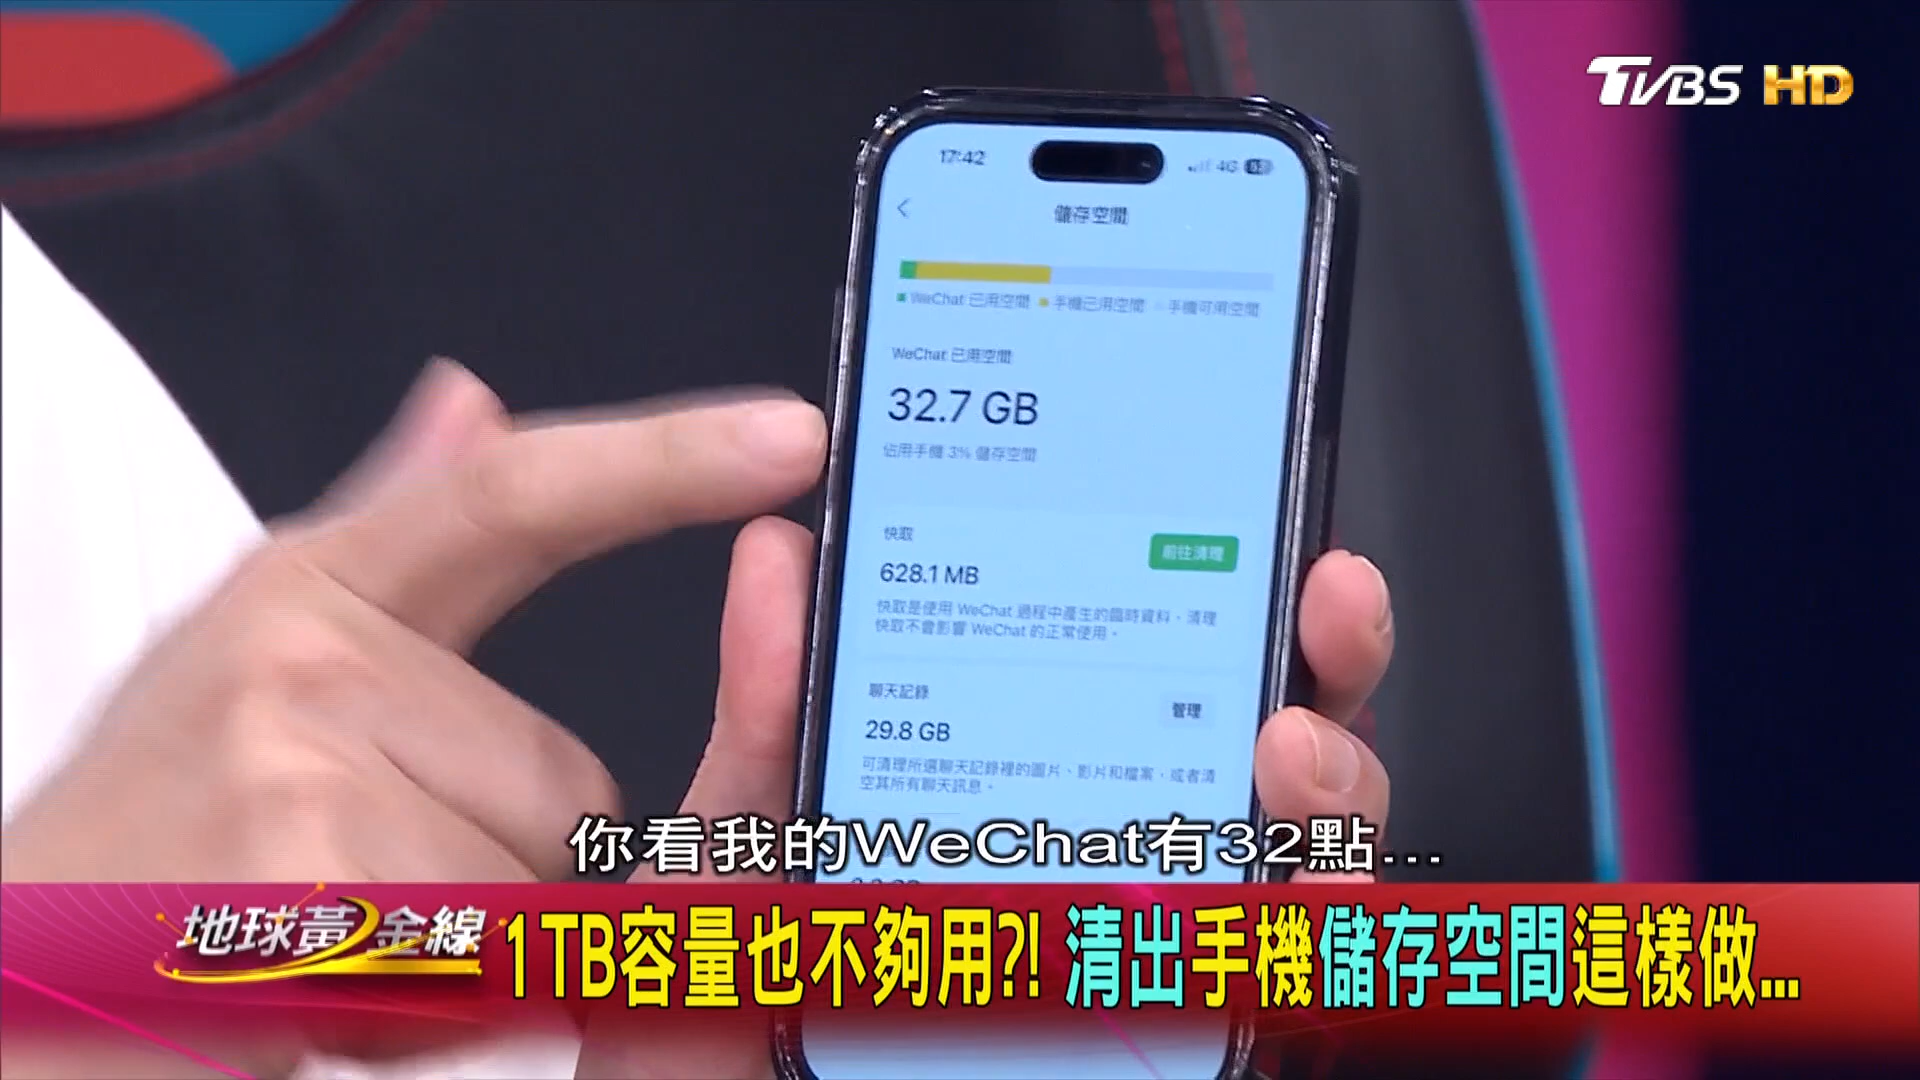 TVBS HD
17:42
4G
儲存空間
WeChat 已用空間 手機已用空間 手機可用空間
WeChat 已用空間
32.7 GB
佔用手機 3% 儲存空間
快取
前往清理
628.1 MB
快取是使用 WeChat 過程中產生的臨時資料，清理
快取不會影響 WeChat 的正常使用。
聊天記錄
管理
29.8 GB
可清理所選聊天記錄裡的圖片、影片和檔案，或者清
空其所有聊天訊息。
你看我的WeChat有32點...
地球黃金線
1TB容量也不夠用?! 清出手機儲存空間這樣做...